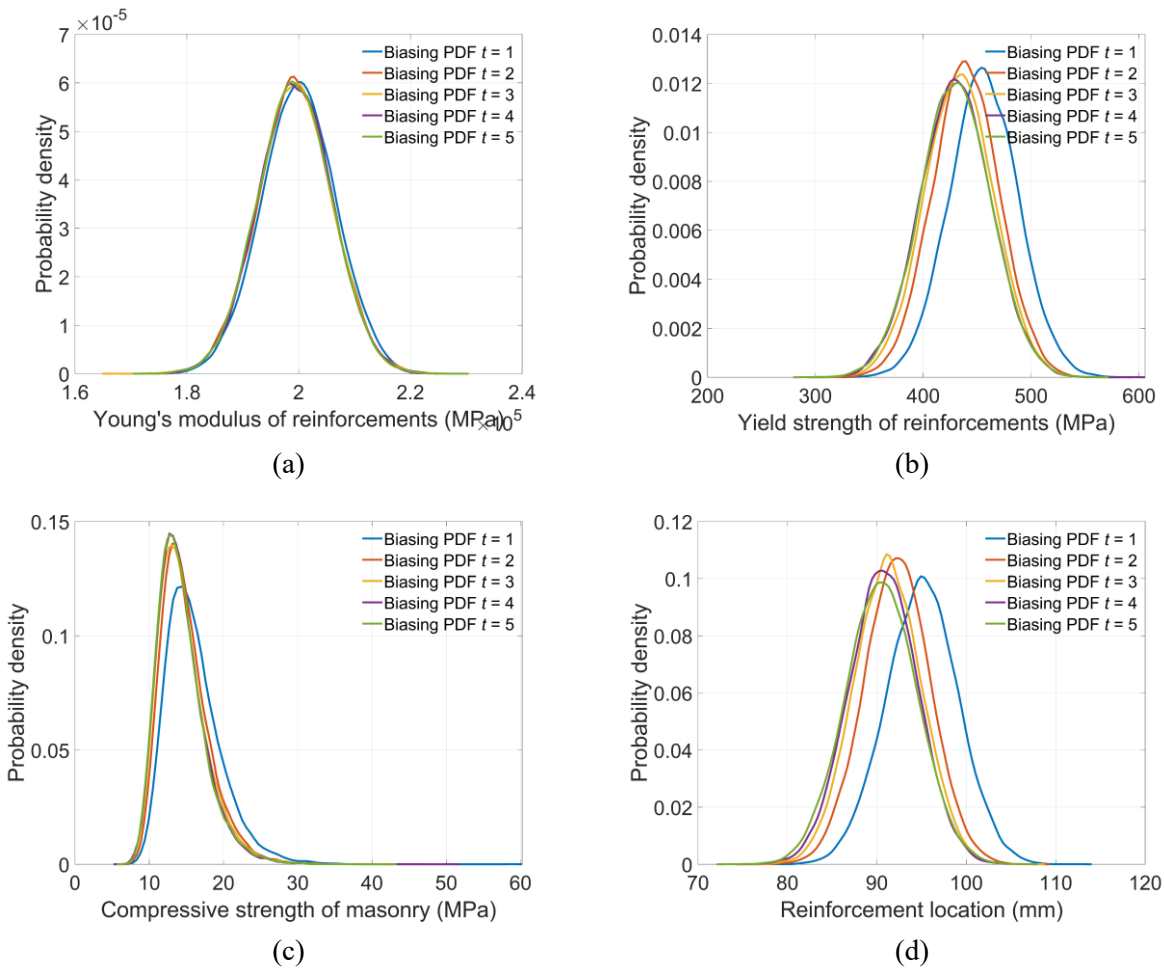 ×10⁻⁵
7
6
5
4
3
2
1
0
Probability density
Biasing PDF t = 1
Biasing PDF t = 2
Biasing PDF t = 3
Biasing PDF t = 4
Biasing PDF t = 5
1.6
1.8
2
2.2
2.4
Young's modulus of reinforcements (MPa)
×10⁵
(a)
0.014
0.012
0.01
0.008
0.006
0.004
0.002
0
Probability density
Biasing PDF t = 1
Biasing PDF t = 2
Biasing PDF t = 3
Biasing PDF t = 4
Biasing PDF t = 5
200
300
400
500
600
Yield strength of reinforcements (MPa)
(b)
0.15
0.1
0.05
0
Probability density
Biasing PDF t = 1
Biasing PDF t = 2
Biasing PDF t = 3
Biasing PDF t = 4
Biasing PDF t = 5
0
10
20
30
40
50
60
Compressive strength of masonry (MPa)
(c)
0.12
0.1
0.08
0.06
0.04
0.02
0
Probability density
Biasing PDF t = 1
Biasing PDF t = 2
Biasing PDF t = 3
Biasing PDF t = 4
Biasing PDF t = 5
70
80
90
100
110
120
Reinforcement location (mm)
(d)